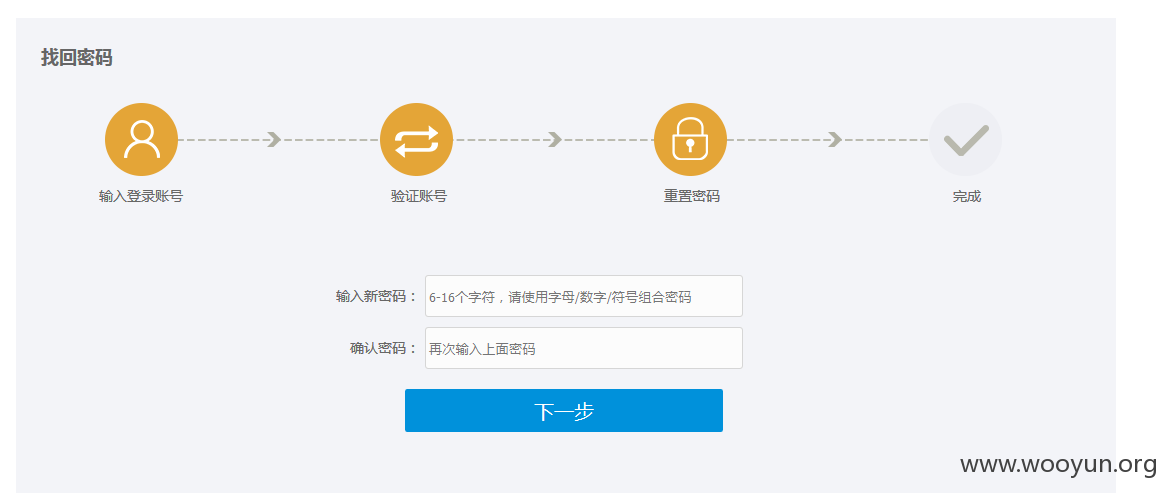 找回密码
输入登录账号
验证账号
重置密码
完成
输入新密码：
6-16个字符，请使用字母/数字/符号组合密码
确认密码：
再次输入上面密码
下一步
www.wooyun.org